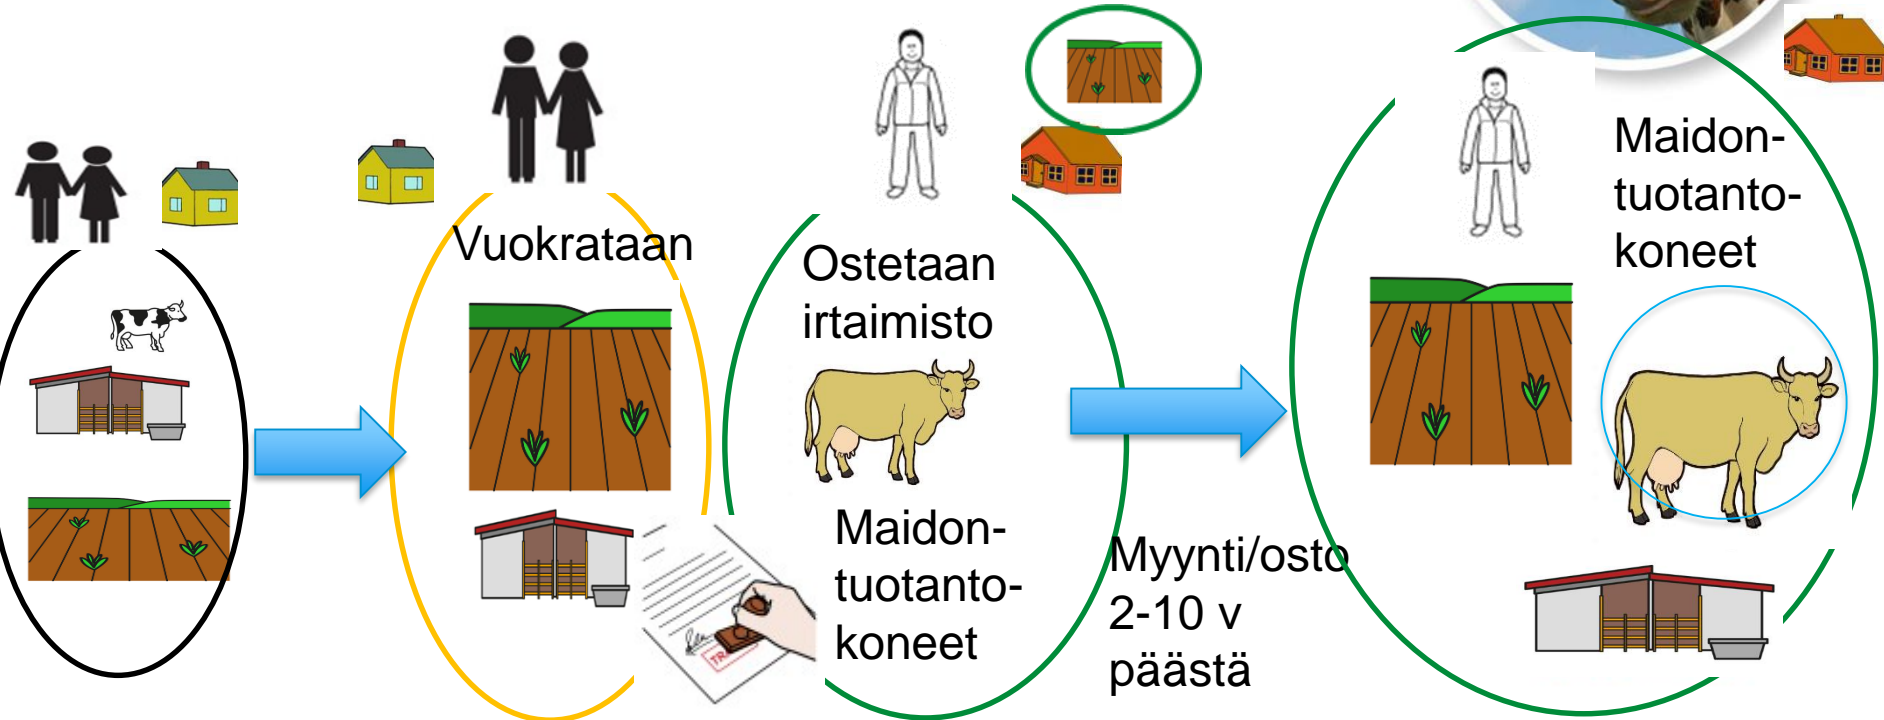 Vuokrataan
Ostetaan
irtaimisto
Maidon-
tuotanto-
koneet
Myynti/osto
2-10 v
päästä
Maidon-
tuotanto-
koneet